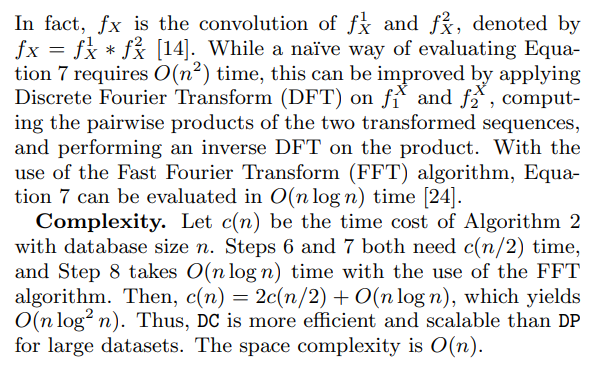 In fact, f_X is the convolution of f_X^1 and f_X^2, denoted by
f_X = f_X^1 * f_X^2 [14]. While a naïve way of evaluating Equa-
tion 7 requires O(n^2) time, this can be improved by applying
Discrete Fourier Transform (DFT) on f_1^X and f_2^X, comput-
ing the pairwise products of the two transformed sequences,
and performing an inverse DFT on the product. With the
use of the Fast Fourier Transform (FFT) algorithm, Equa-
tion 7 can be evaluated in O(n log n) time [24].
Complexity. Let c(n) be the time cost of Algorithm 2
with database size n. Steps 6 and 7 both need c(n/2) time,
and Step 8 takes O(n log n) time with the use of the FFT
algorithm. Then, c(n) = 2c(n/2) + O(n log n), which yields
O(n log^2 n). Thus, DC is more efficient and scalable than DP
for large datasets. The space complexity is O(n).